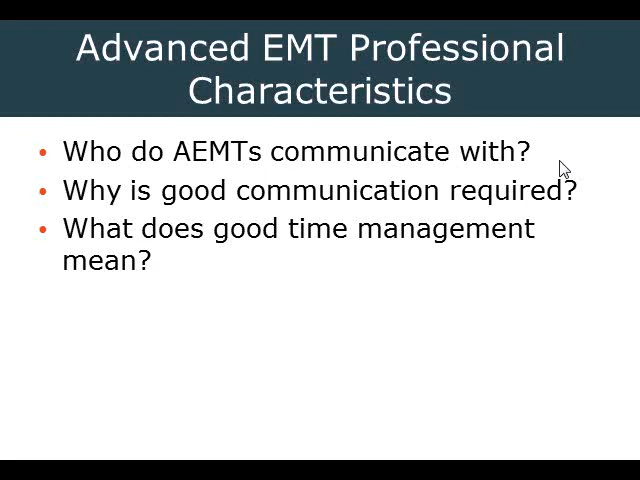 Advanced EMT Professional
Characteristics
• Who do AEMTs communicate with?
• Why is good communication required?
• What does good time management
mean?